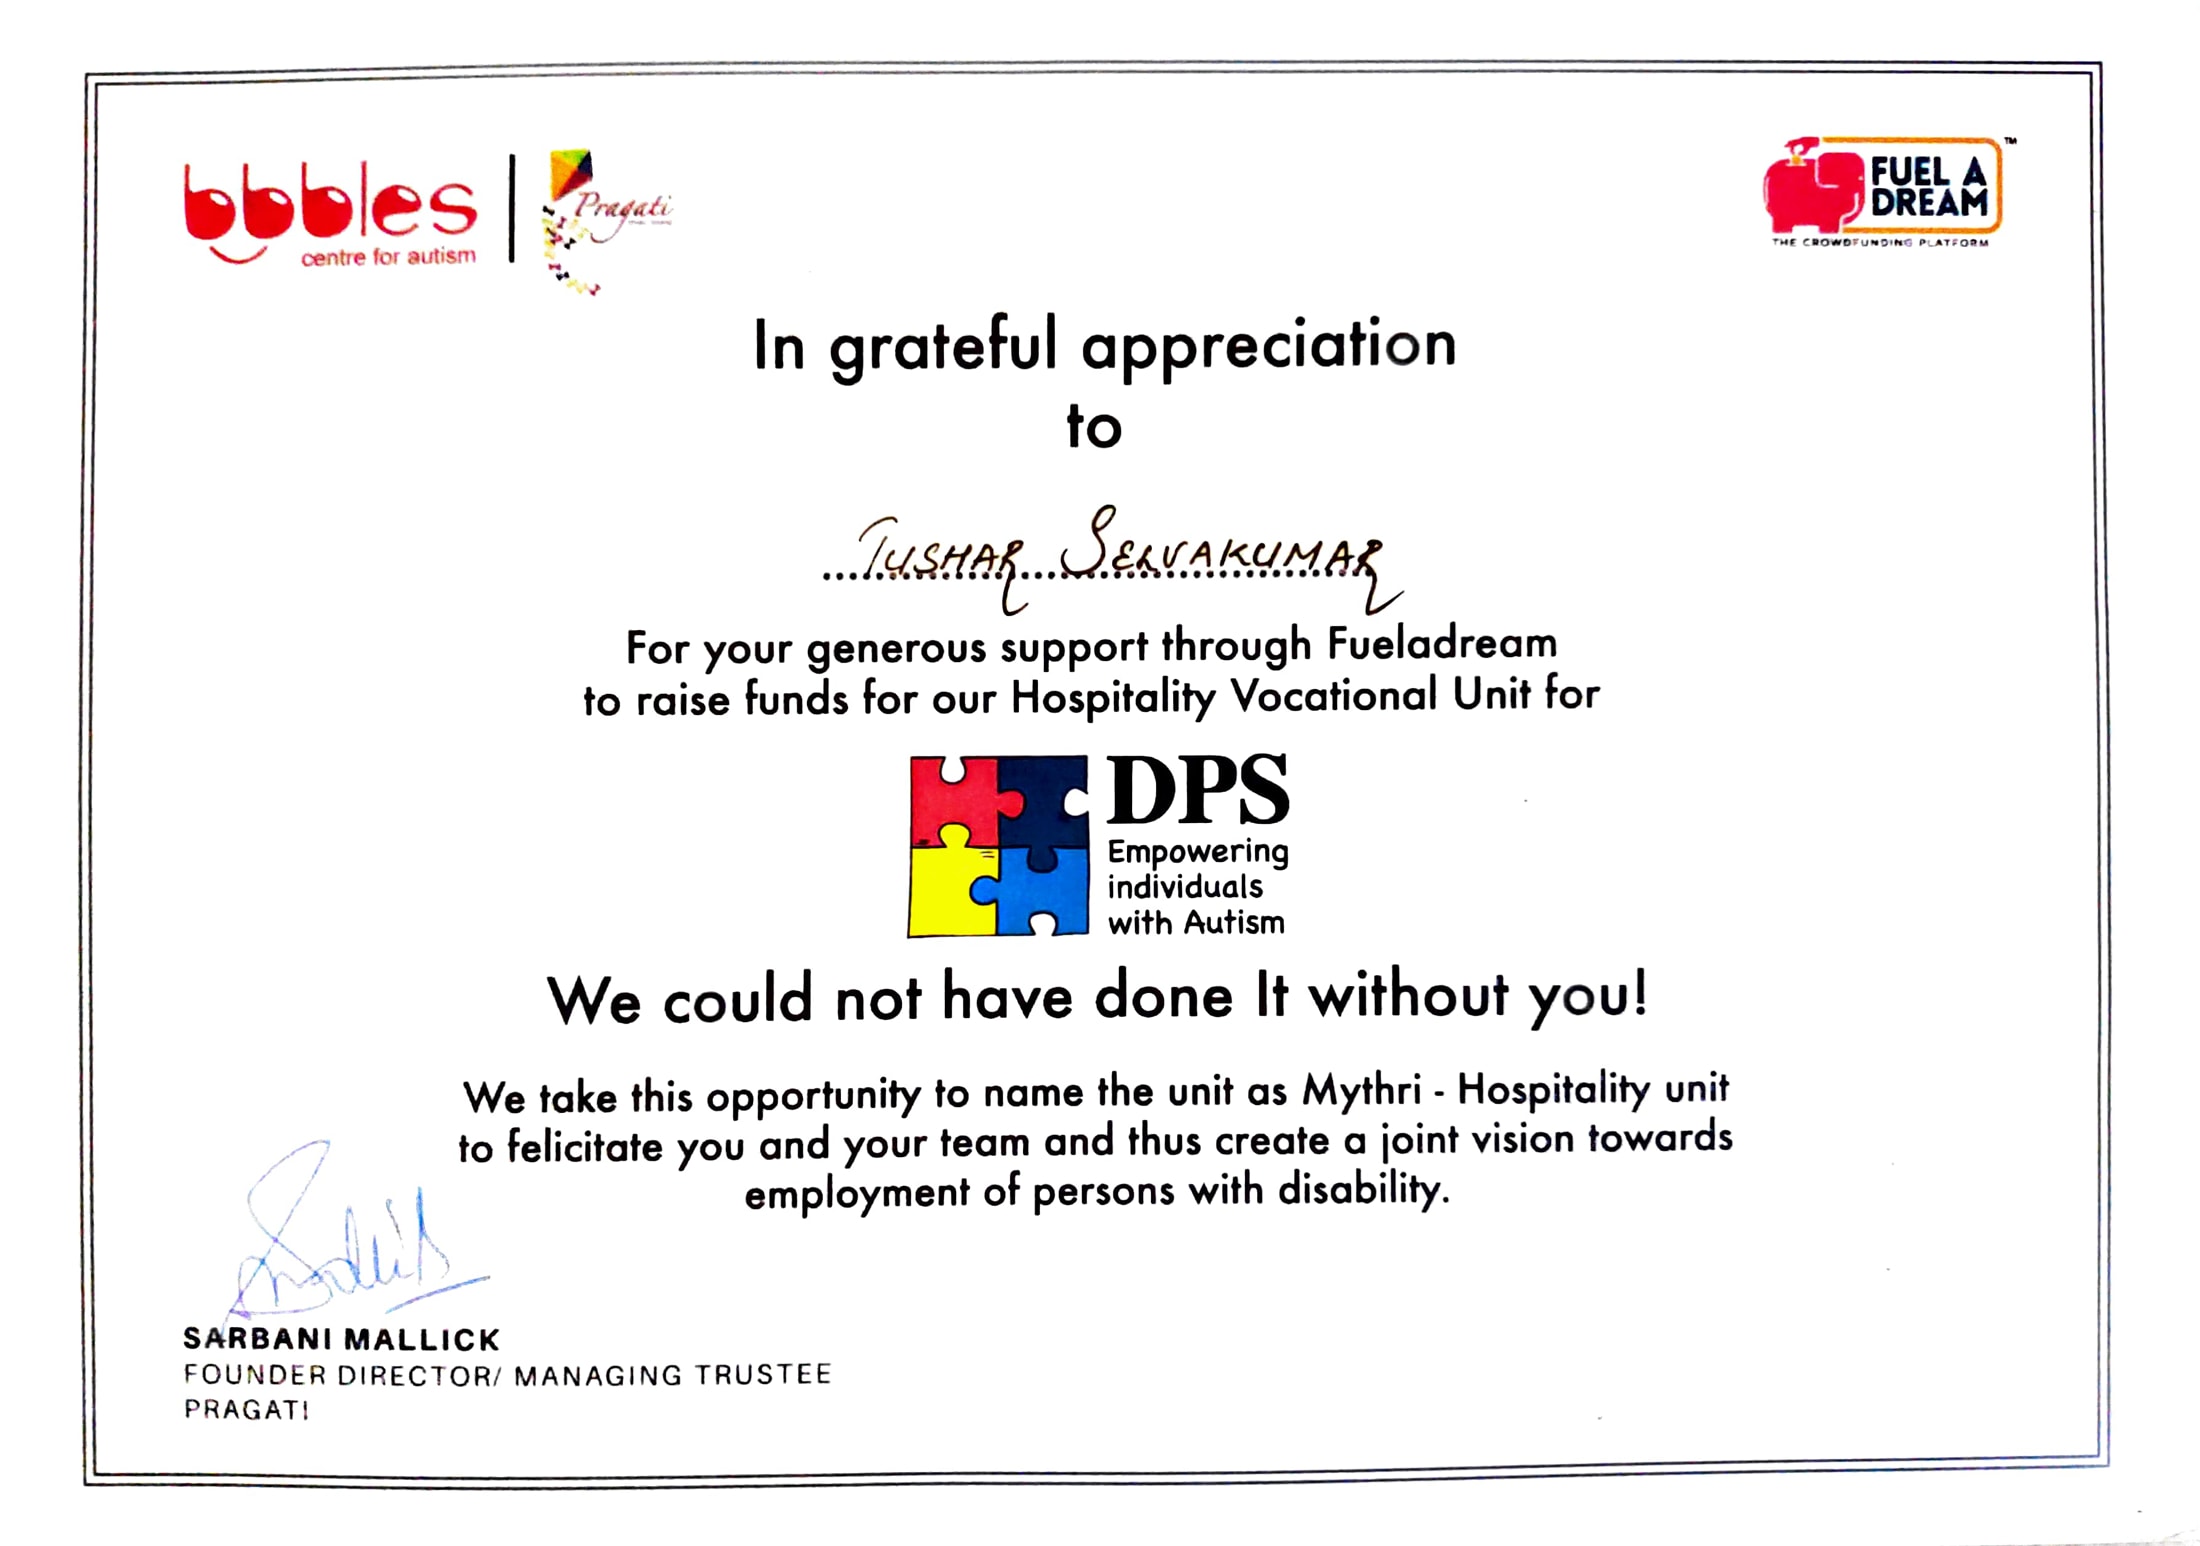 bbbles
centre for autism
Pragati
FUEL A
DREAM
TM
THE CROWDFUNDING PLATFORM
In grateful appreciation
to
TUSHAR SELVAKUMAR
For your generous support through Fueladream
to raise funds for our Hospitality Vocational Unit for
DPS
Empowering
individuals
with Autism
We could not have done It without you!
We take this opportunity to name the unit as Mythri - Hospitality unit
to felicitate you and your team and thus create a joint vision towards
employment of persons with disability.
SARBANI MALLICK
FOUNDER DIRECTOR/ MANAGING TRUSTEE
PRAGATI